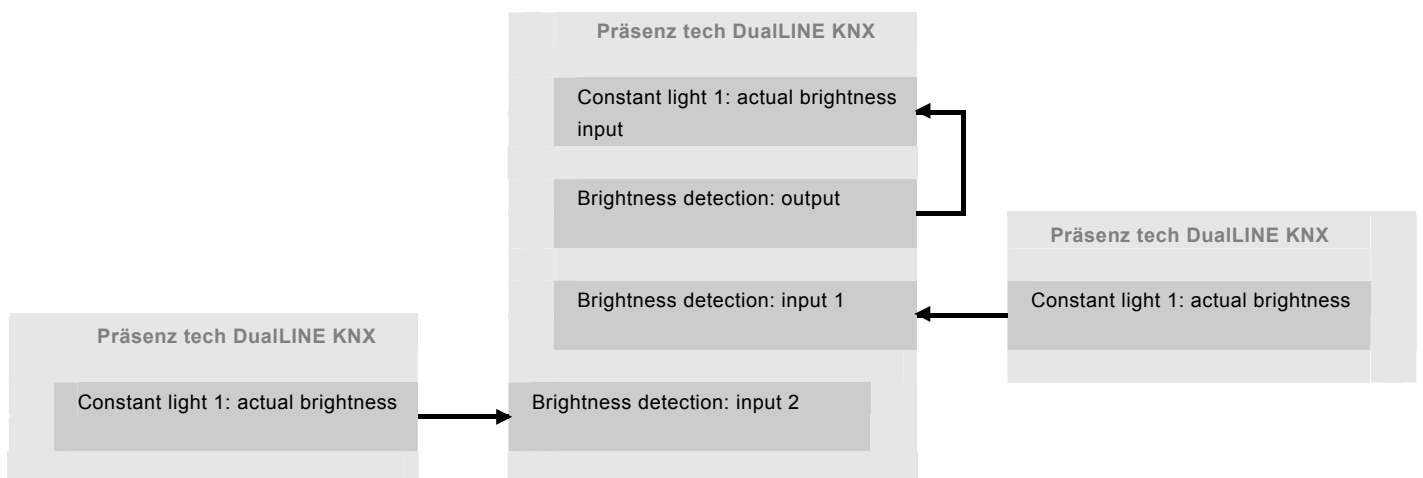 Präsenz tech DualLINE KNX
Constant light 1: actual brightness
input
Brightness detection: output
Brightness detection: input 1
Brightness detection: input 2
Präsenz tech DualLINE KNX
Constant light 1: actual brightness
Präsenz tech DualLINE KNX
Constant light 1: actual brightness